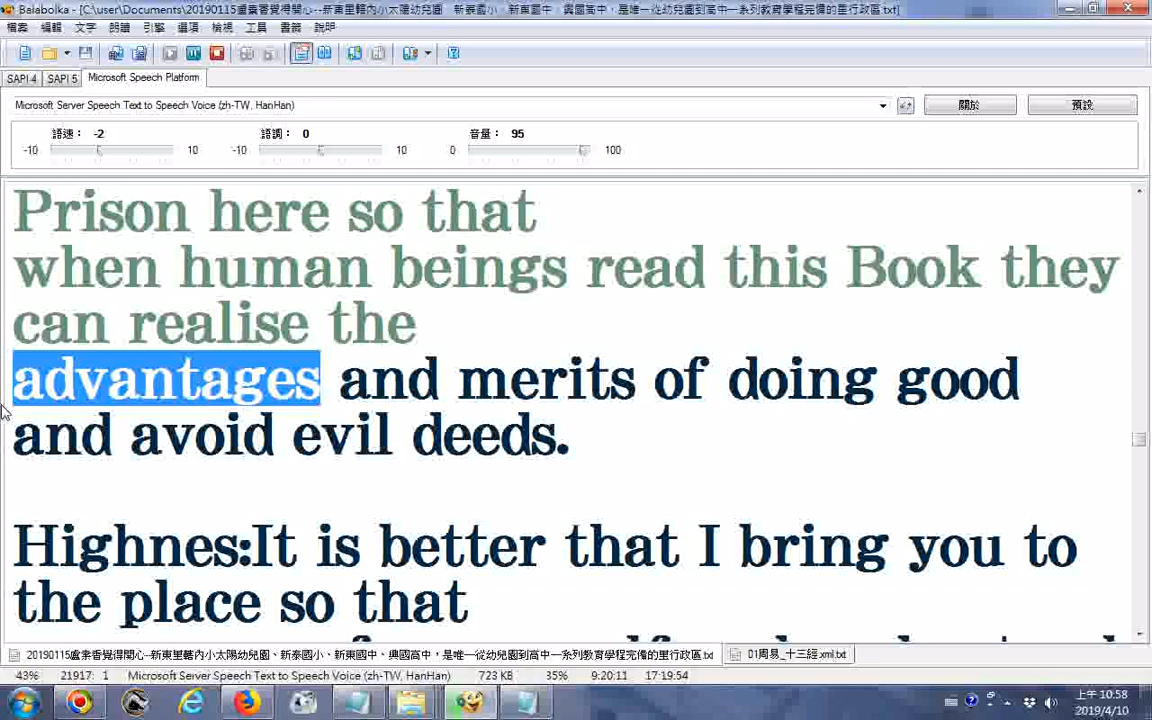 Balabolka - [C:\user\Documents\20190115盧素香覺得開心--新東里轄內小太陽幼兒園、新泰國小、新東國中、興國高中，是唯一從幼兒園到高中一系列教育學程完備的里行政區.txt]
檔案 編輯 文字 朗讀 引擎 選項 檢視 工具 書籤 說明
SAPI 4 SAPI 5 Microsoft Speech Platform
Microsoft Server Speech Text to Speech Voice (zh-TW, HanHan) 關於 預設
語速： -2 語調： 0 音量： 95
-10 10 -10 10 0 100
Prison here so that
when human beings read this Book they
can realise the
advantages and merits of doing good
and avoid evil deeds.
Highnes:It is better that I bring you to
the place so that
20190115盧素香覺得開心--新東里轄內小太陽幼兒園、新泰國小、新東國中、興國高中，是唯一從幼兒園到高中一系列教育學程完備的里行政區.txt 01周易_十三經.xml.txt
43% 21917: 1 Microsoft Server Speech Text to Speech Voice (zh-TW, HanHan) 723 KB 35% 9:20:11 17:19:54
上午 10:58
2019/4/10